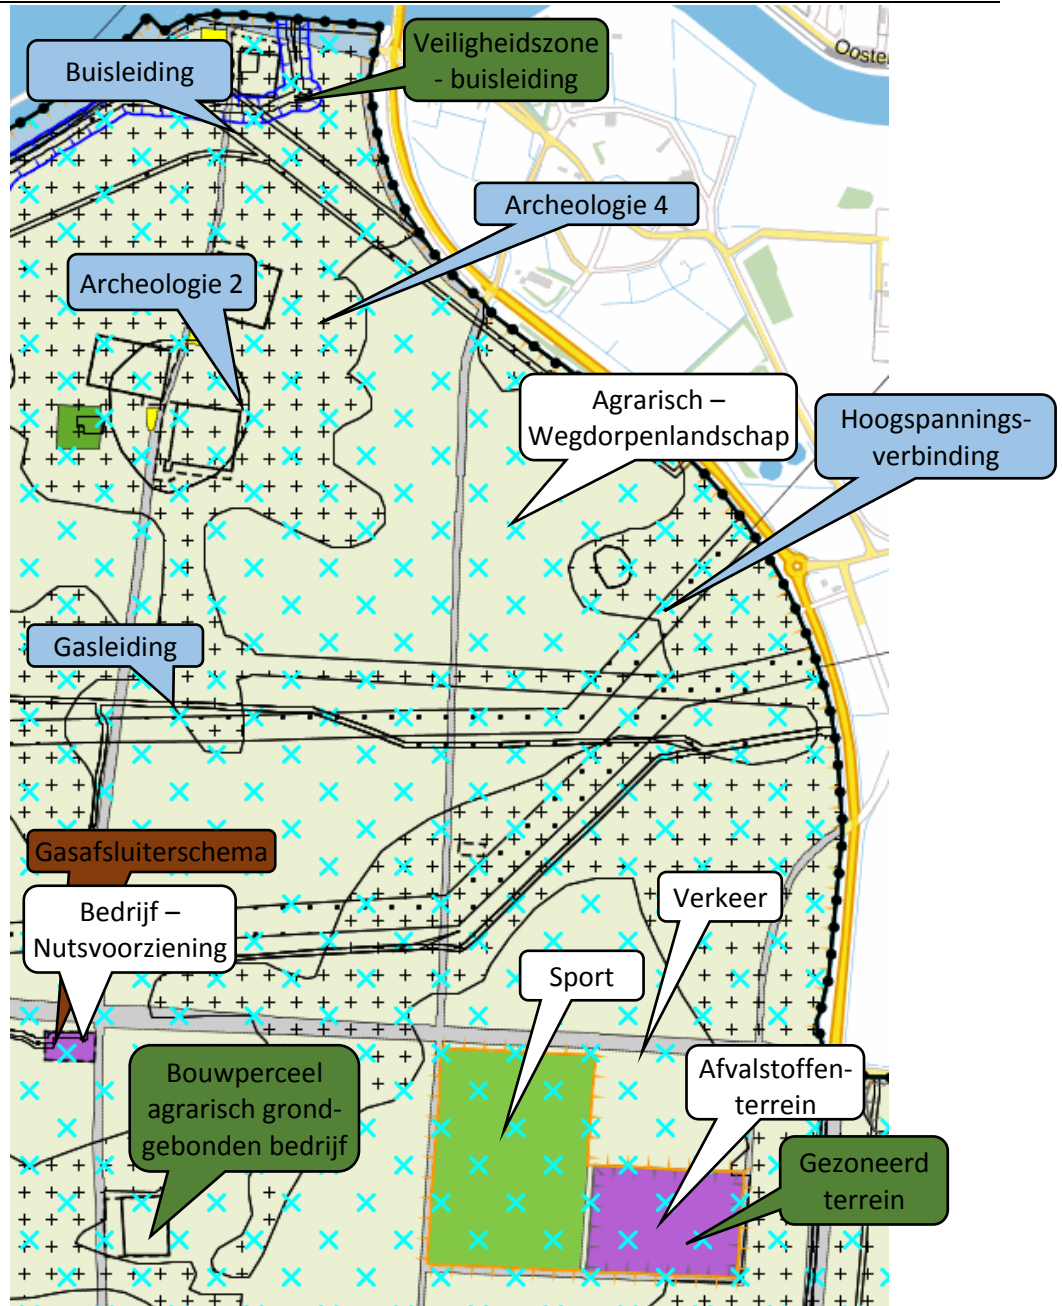 Veiligheidszone
- buisleiding
Ooste
Buisleiding
Archeologie 4
Archeologie 2
Agrarisch –
Wegdorpenlandschap
Hoogspannings-
verbinding
Gasleiding
Gasafsluiterschema
Bedrijf –
Nutsvoorziening
Verkeer
Sport
Afvalstoffen-
terrein
Bouwperceel
agrarisch grond-
gebonden bedrijf
Gezoneerd
terrein